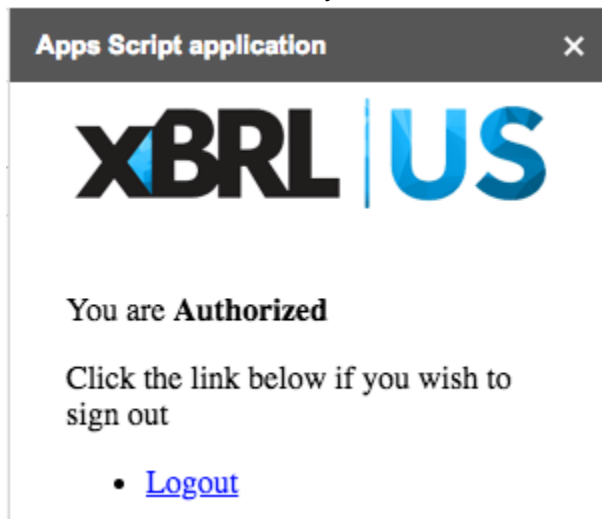 Apps Script application ×
XBRL | US
You are Authorized
Click the link below if you wish to
sign out
• Logout